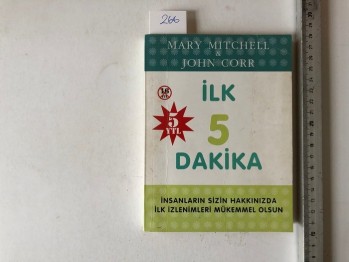 266
MARY MITCHELL
&
JOHN CORR
İLK
5
DAKİKA
5
YTL
İNSANLARIN SİZİN HAKKINIZDA
İLK İZLENİMLERİ MÜKEMMEL OLSUN